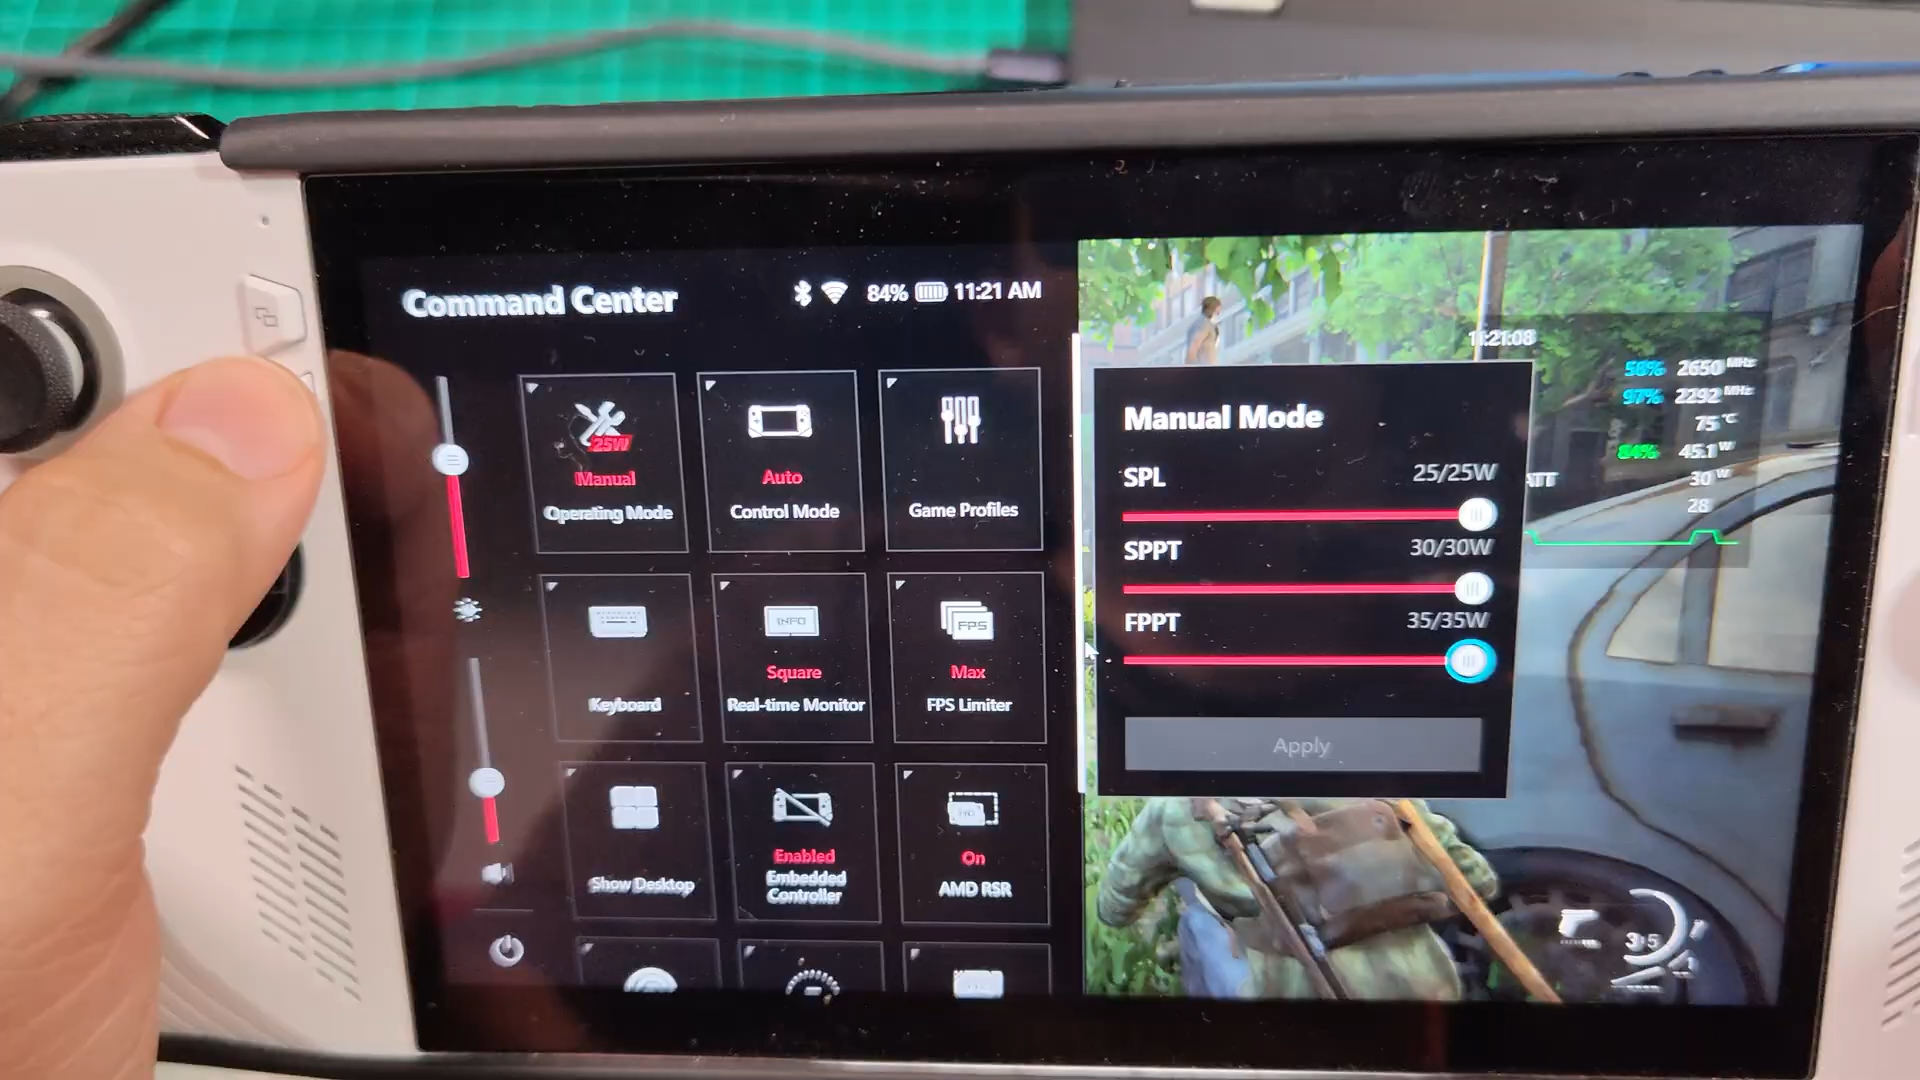 Command Center
84%
11:21 AM
25W
Manual
Operating Mode
Auto
Control Mode
Game Profiles
Keyboard
INFO
Square
Real-time Monitor
FPS
Max
FPS Limiter
Show Desktop
Enabled
Embedded
Controller
On
AMD RSR
Manual Mode
SPL 25/25W
SPPT 30/30W
FPPT 35/35W
Apply
11:21:08
2650 MHz
97% 2292 MHz
75 °C
84% 45.1 W
ATT 30 W
28